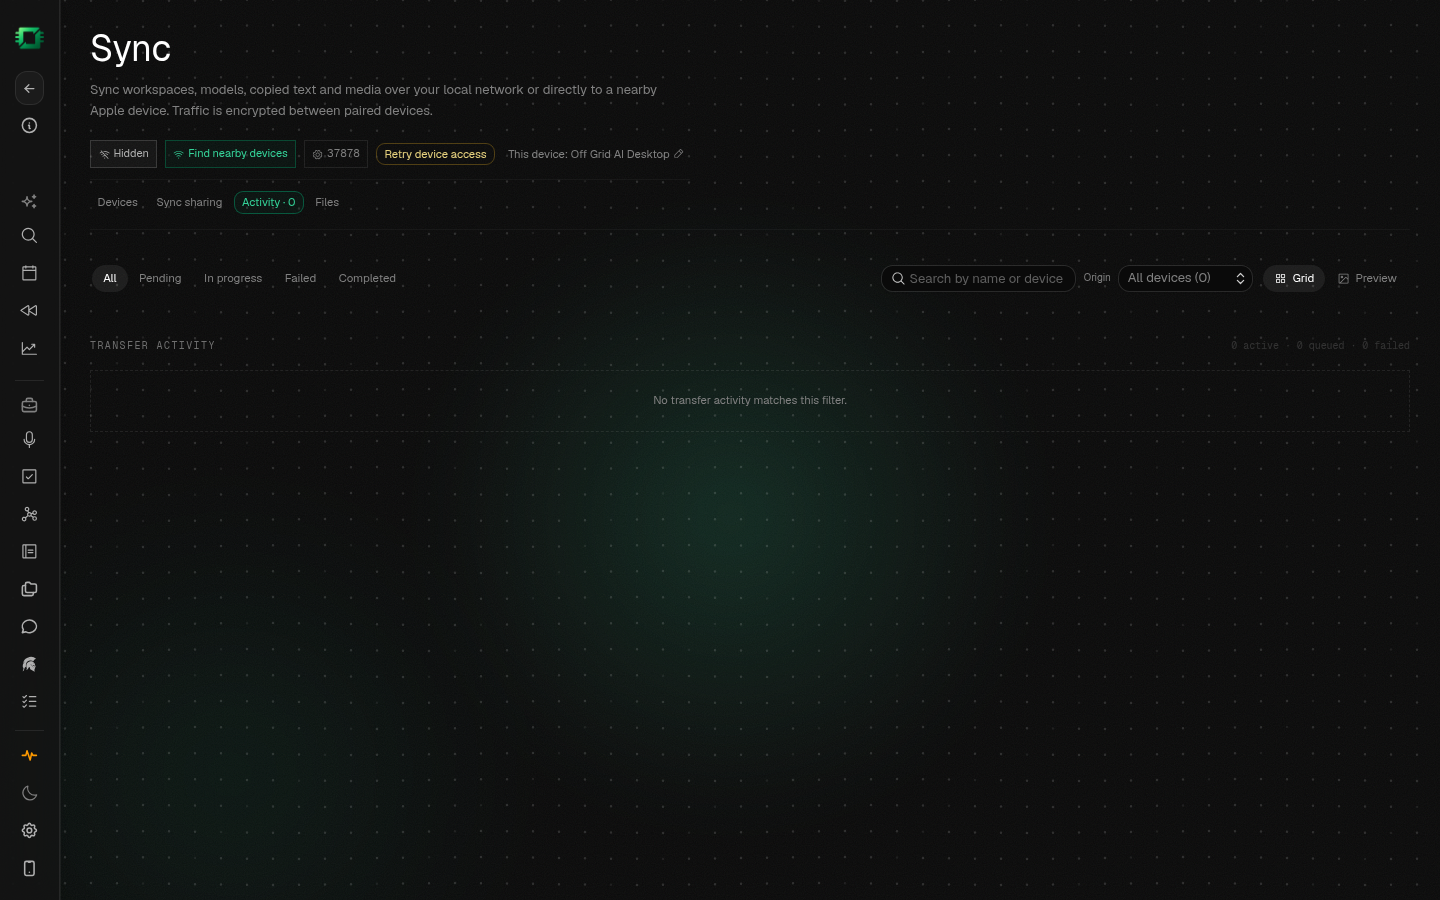 Sync
Sync workspaces, models, copied text and media over your local network or directly to a nearby
Apple device. Traffic is encrypted between paired devices.
Hidden
Find nearby devices
37878
Retry device access
This device: Off Grid AI Desktop
Devices
Sync sharing
Activity · 0
Files
All
Pending
In progress
Failed
Completed
Search by name or device
Origin
All devices (0)
Grid
Preview
TRANSFER ACTIVITY
0 active · 0 queued · 0 failed
No transfer activity matches this filter.